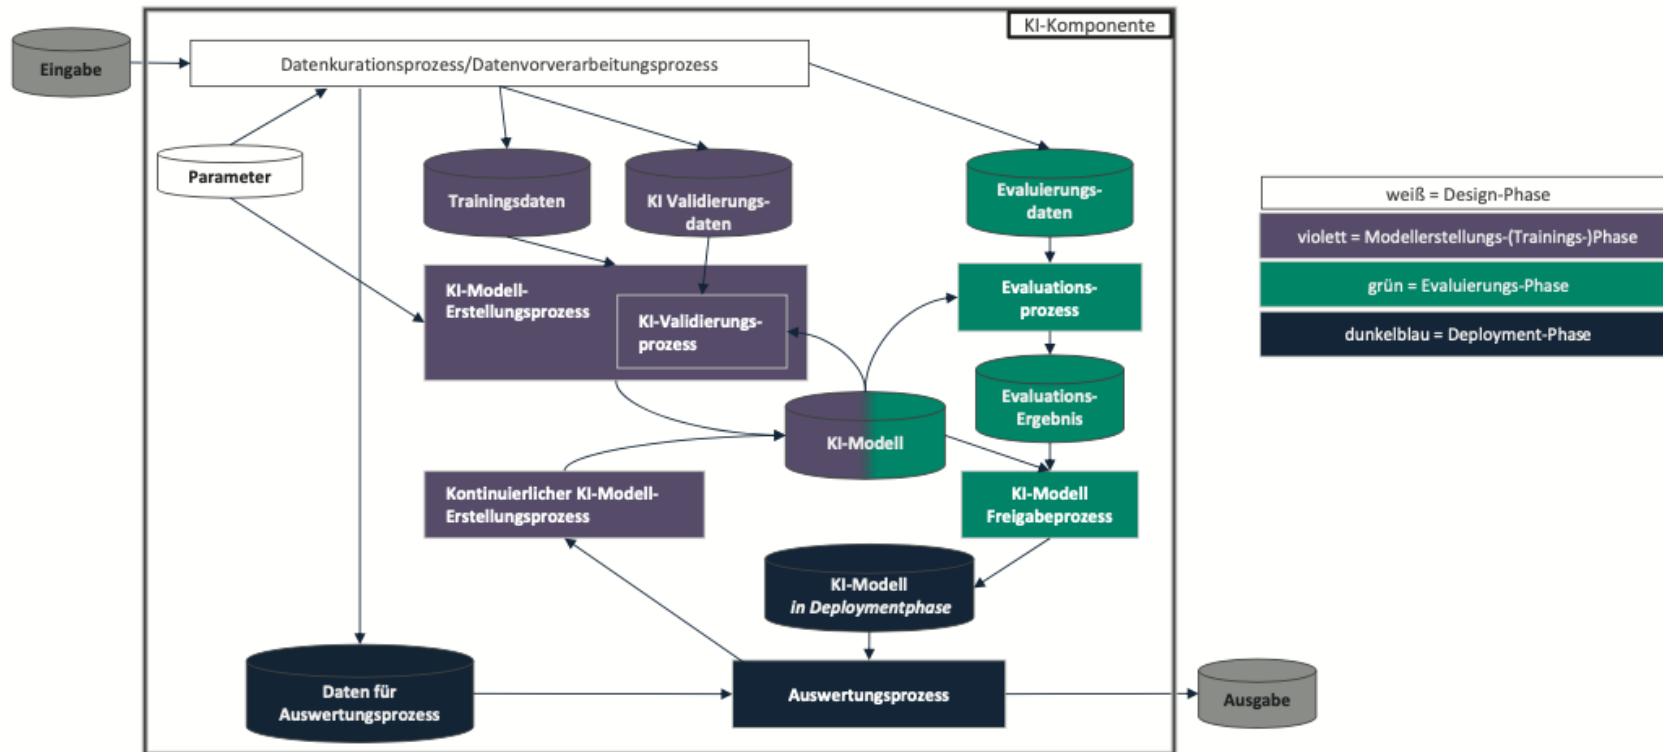 KI-Komponente
Eingabe
Datenkurationsprozess/Datenvorverarbeitungsprozess
Parameter
Trainingsdaten
KI Validierungs-
daten
Evaluierungs-
daten
weiß = Design-Phase
violett = Modellerstellungs-(Trainings-)Phase
grün = Evaluierungs-Phase
dunkelblau = Deployment-Phase
KI-Modell-
Erstellungsprozess
KI-Validierungs-
prozess
Evaluations-
prozess
Evaluations-
Ergebnis
KI-Modell
Kontinuierlicher KI-Modell-
Erstellungsprozess
KI-Modell
Freigabeprozess
KI-Modell
in Deploymentphase
Daten für
Auswertungsprozess
Auswertungsprozess
Ausgabe